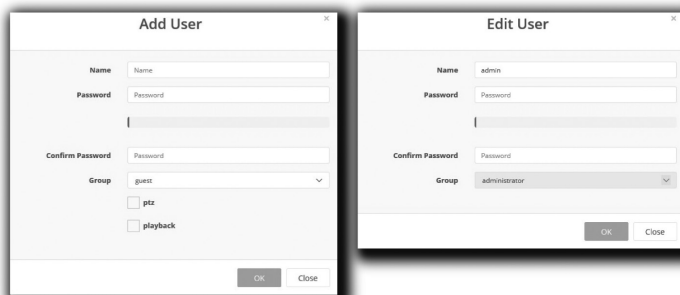 Add User
×
Name Name
Password Password
Confirm Password Password
Group guest
ptz
playback
OK Close
Edit User
×
Name admin
Password Password
Confirm Password Password
Group administrator
OK Close